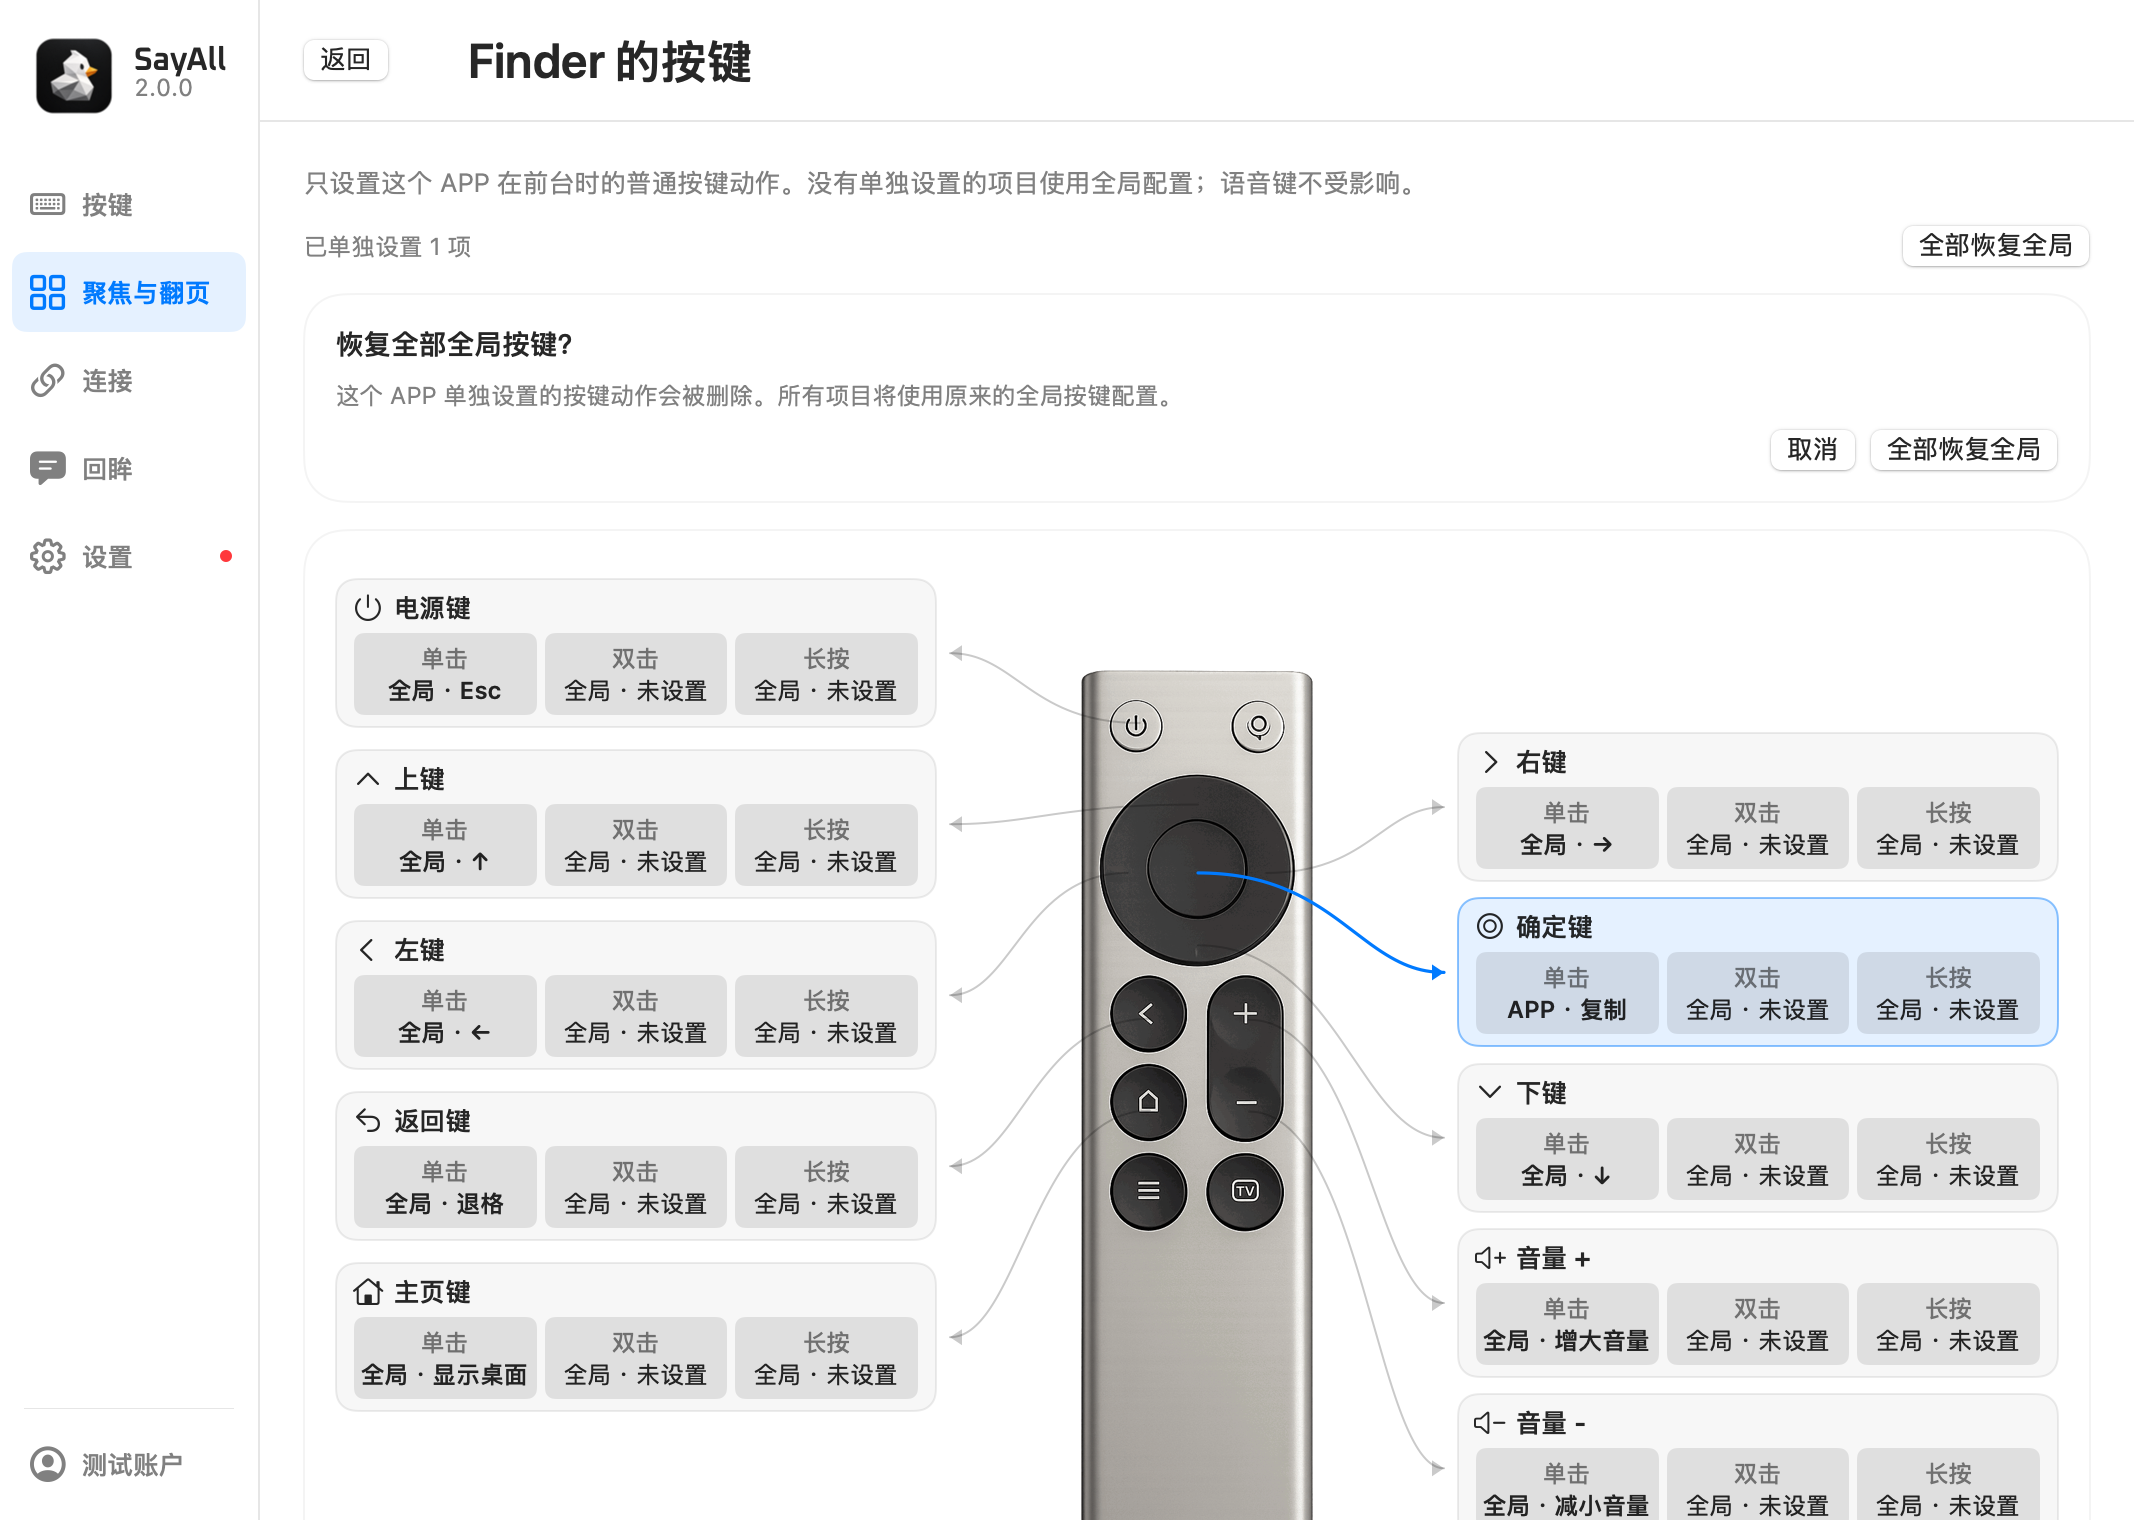 SayAll
2.0.0
按键
聚焦与翻页
连接
回眸
设置
测试账户
返回
Finder 的按键
只设置这个 APP 在前台时的普通按键动作。没有单独设置的项目使用全局配置；语音键不受影响。
已单独设置 1 项
全部恢复全局
恢复全部全局按键?
这个 APP 单独设置的按键动作会被删除。所有项目将使用原来的全局按键配置。
取消
全部恢复全局
电源键
单击 双击 长按
全局 · Esc 全局 · 未设置 全局 · 未设置
上键
单击 双击 长按
全局 · ↑ 全局 · 未设置 全局 · 未设置
左键
单击 双击 长按
全局 · ← 全局 · 未设置 全局 · 未设置
返回键
单击 双击 长按
全局 · 退格 全局 · 未设置 全局 · 未设置
主页键
单击 双击 长按
全局 · 显示桌面 全局 · 未设置 全局 · 未设置
TV
右键
单击 双击 长按
全局 · → 全局 · 未设置 全局 · 未设置
确定键
单击 双击 长按
APP · 复制 全局 · 未设置 全局 · 未设置
下键
单击 双击 长按
全局 · ↓ 全局 · 未设置 全局 · 未设置
音量 +
单击 双击 长按
全局 · 增大音量 全局 · 未设置 全局 · 未设置
音量 -
单击 双击 长按
全局 · 减小音量 全局 · 未设置 全局 · 未设置